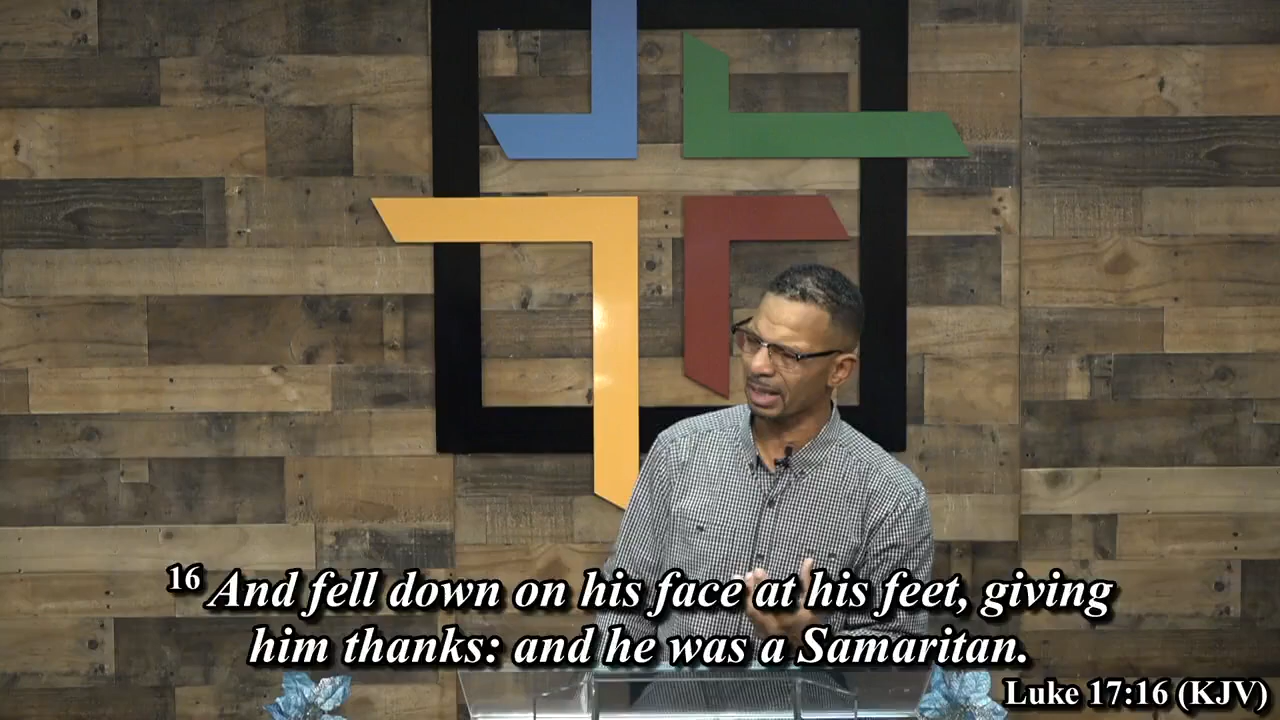 16 And fell down on his face at his feet, giving
him thanks: and he was a Samaritan.
Luke 17:16 (KJV)